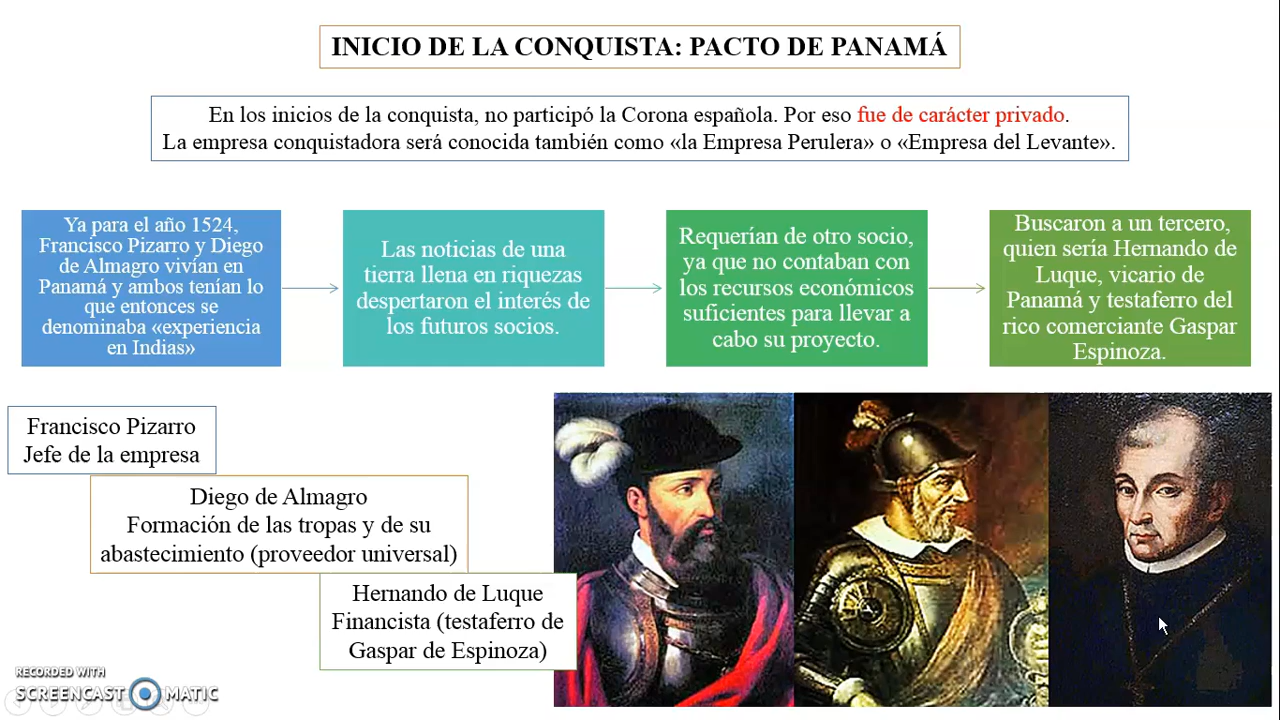 INICIO DE LA CONQUISTA: PACTO DE PANAMÁ
En los inicios de la conquista, no participó la Corona española. Por eso fue de carácter privado.
La empresa conquistadora será conocida también como «la Empresa Perulera» o «Empresa del Levante».
Ya para el año 1524,
Francisco Pizarro y Diego
de Almagro vivían en
Panamá y ambos tenían lo
que entonces se
denominaba «experiencia
en Indias»
Las noticias de una
tierra llena en riquezas
despertaron el interés de
los futuros socios.
Requerían de otro socio,
ya que no contaban con
los recursos económicos
suficientes para llevar a
cabo su proyecto.
Buscaron a un tercero,
quien sería Hernando de
Luque, vicario de
Panamá y testaferro del
rico comerciante Gaspar
Espinoza.
Francisco Pizarro
Jefe de la empresa
Diego de Almagro
Formación de las tropas y de su
abastecimiento (proveedor universal)
Hernando de Luque
Financista (testaferro de
Gaspar de Espinoza)
RECORDED WITH
SCREENCAST MATIC